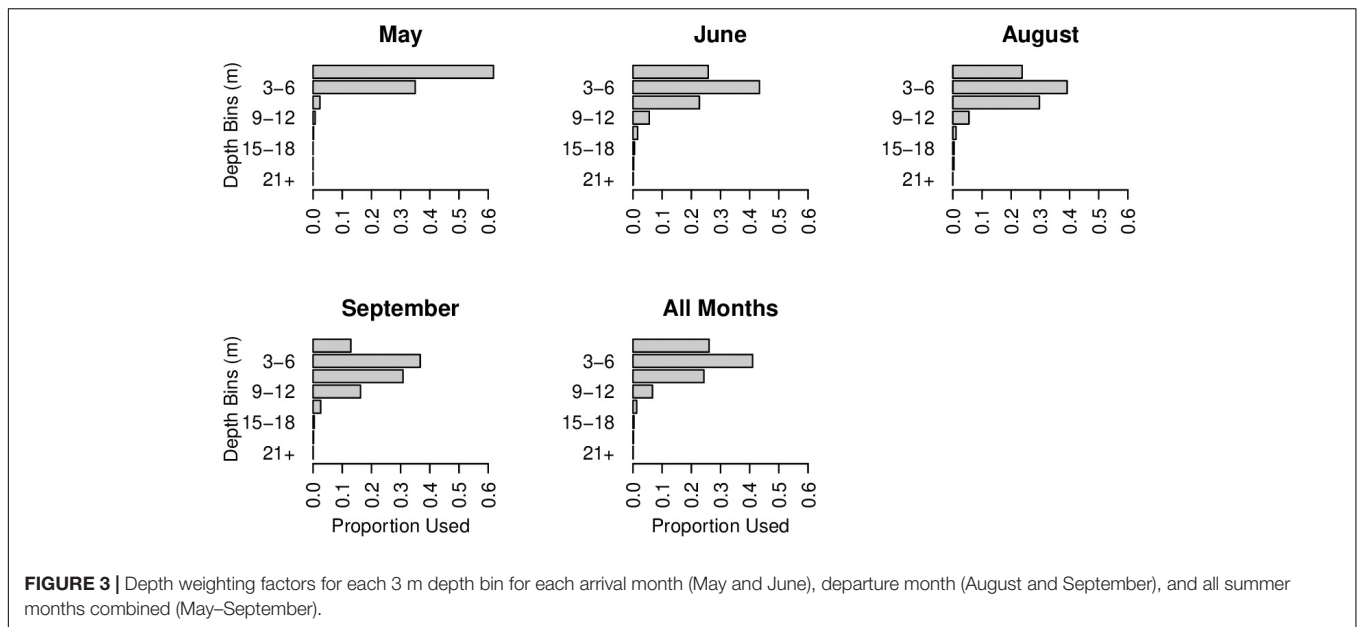 May
June
August
Depth Bins (m)
3−6
9−12
15−18
21+
0.0 0.1 0.2 0.3 0.4 0.5 0.6
3−6
9−12
15−18
21+
0.0 0.1 0.2 0.3 0.4 0.5 0.6
3−6
9−12
15−18
21+
0.0 0.1 0.2 0.3 0.4 0.5 0.6
September
All Months
Depth Bins (m)
3−6
9−12
15−18
21+
0.0 0.1 0.2 0.3 0.4 0.5 0.6
Proportion Used
3−6
9−12
15−18
21+
0.0 0.1 0.2 0.3 0.4 0.5 0.6
Proportion Used
FIGURE 3 | Depth weighting factors for each 3 m depth bin for each arrival month (May and June), departure month (August and September), and all summer
months combined (May–September).